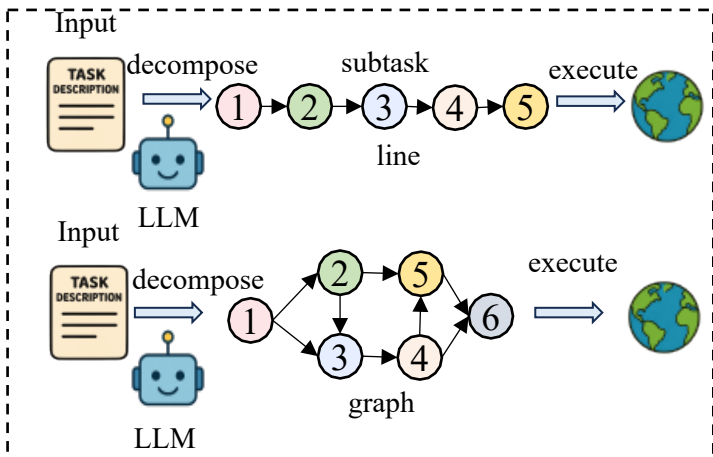 Input
TASK
DESCRIPTION
decompose
subtask
execute
1 2 3 4 5
line
LLM
Input
TASK
DESCRIPTION
decompose
2 5
execute
1
6
3 4
graph
LLM